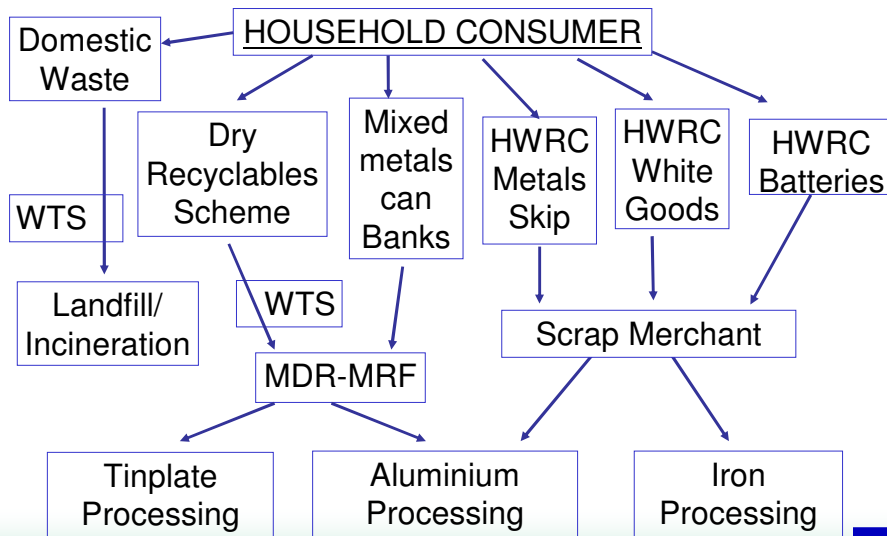 HOUSEHOLD CONSUMER
Domestic
Waste
Dry
Recyclables
Scheme
Mixed
metals
can
Banks
HWRC
Metals
Skip
HWRC
White
Goods
HWRC
Batteries
WTS
Landfill/
Incineration
WTS
Scrap Merchant
MDR-MRF
Tinplate
Processing
Aluminium
Processing
Iron
Processing